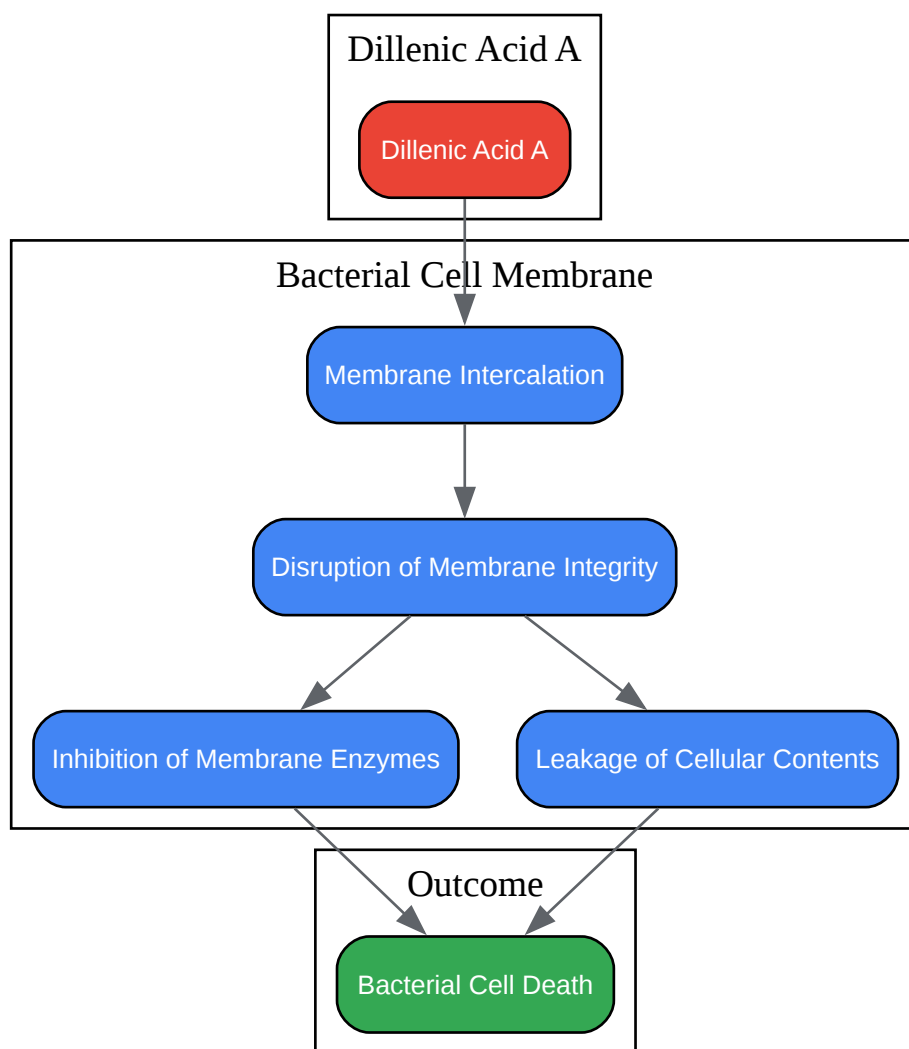 Dillenic Acid A
Dillenic Acid A
Bacterial Cell Membrane
Membrane Intercalation
Disruption of Membrane Integrity
Inhibition of Membrane Enzymes
Leakage of Cellular Contents
Outcome
Bacterial Cell Death